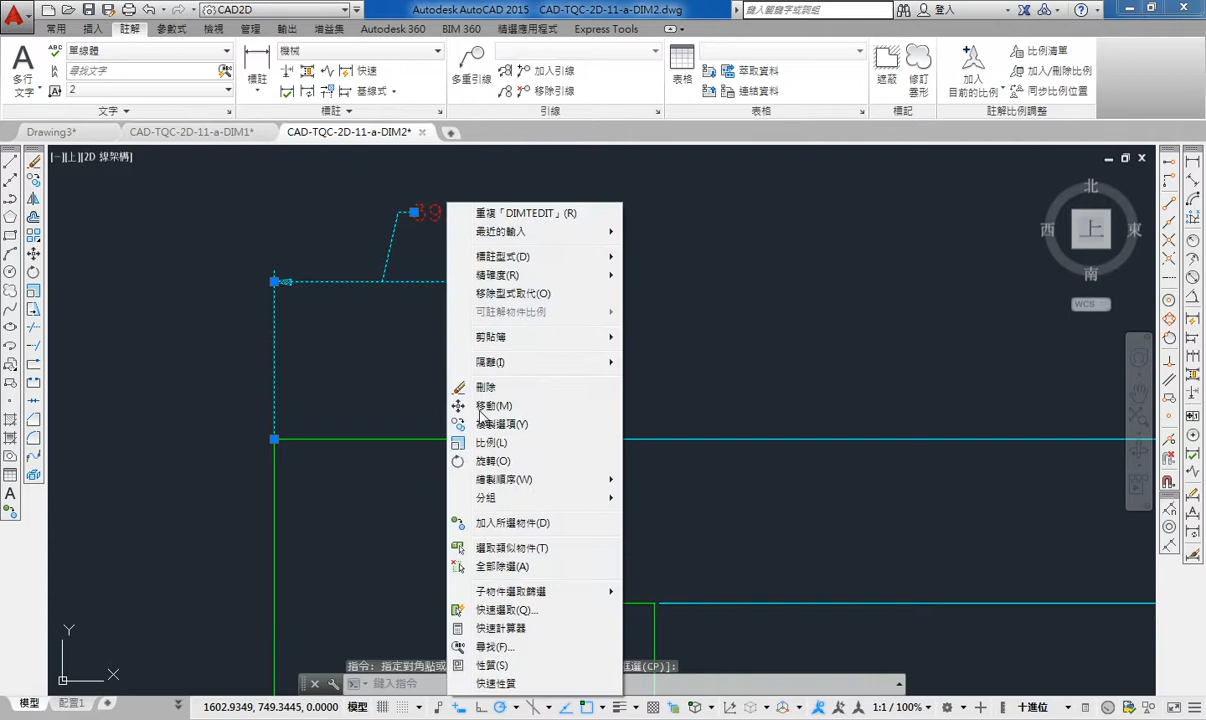 CAD2D
Autodesk AutoCAD 2015 CAD-TQC-2D-11-a-DIM2.dwg
鍵入關鍵字或詞組
登入
常用 插入 註解 參數式 檢視 管理 輸出 增益集 Autodesk 360 BIM 360 精選應用程式 Express Tools
A
多行
文字
ABC
單線體
尋找文字
2
文字
標註
機械
快速
基線式
標註
多重引線
加入引線
移除引線
引線
表格
萃取資料
連結資料
表格
遮蔽
修訂
雲形
標記
加入
目前的比例
比例清單
加入/刪除比例
同步比例位置
註解比例調整
Drawing3*
CAD-TQC-2D-11-a-DIM1*
CAD-TQC-2D-11-a-DIM2*
[−][上][2D 線架構]
39
北
西 上 東
南
WCS
重複「DIMTEDIT」(R)
最近的輸入
標註型式(D)
精確度(R)
移除型式取代(O)
可註解物件比例
剪貼簿
隔離(I)
刪除
移動(M)
複製選項(Y)
比例(L)
旋轉(O)
繪製順序(W)
分組
加入所選物件(D)
選取類似物件(T)
全部除選(A)
子物件選取篩選
快速選取(Q)...
快速計算器
尋找(F)...
性質(S)
快速性質
Y
X
指令: 指定對角點或
框選(CP)]:
鍵入指令
模型 配置1
1602.9349, 749.3445, 0.0000 模型
1:1 / 100%
十進位